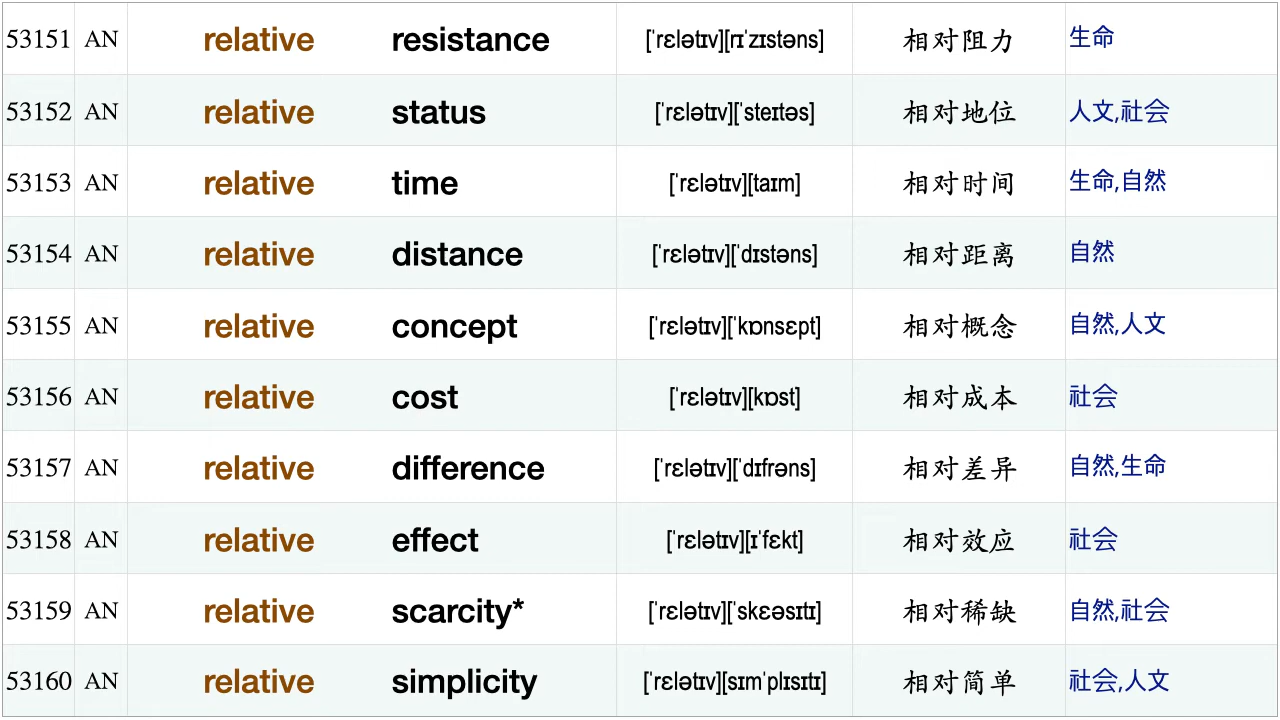 53151 AN relative resistance [ˈrɛlətɪv][rɪˈzɪstəns] 相对阻力 生命
53152 AN relative status [ˈrɛlətɪv][ˈsteɪtəs] 相对地位 人文,社会
53153 AN relative time [ˈrɛlətɪv][taɪm] 相对时间 生命,自然
53154 AN relative distance [ˈrɛlətɪv][ˈdɪstəns] 相对距离 自然
53155 AN relative concept [ˈrɛlətɪv][ˈkɒnsɛpt] 相对概念 自然,人文
53156 AN relative cost [ˈrɛlətɪv][kɒst] 相对成本 社会
53157 AN relative difference [ˈrɛlətɪv][ˈdɪfrəns] 相对差异 自然,生命
53158 AN relative effect [ˈrɛlətɪv][ɪˈfɛkt] 相对效应 社会
53159 AN relative scarcity* [ˈrɛlətɪv][ˈskɛəsɪtɪ] 相对稀缺 自然,社会
53160 AN relative simplicity [ˈrɛlətɪv][sɪmˈplɪsɪtɪ] 相对简单 社会,人文